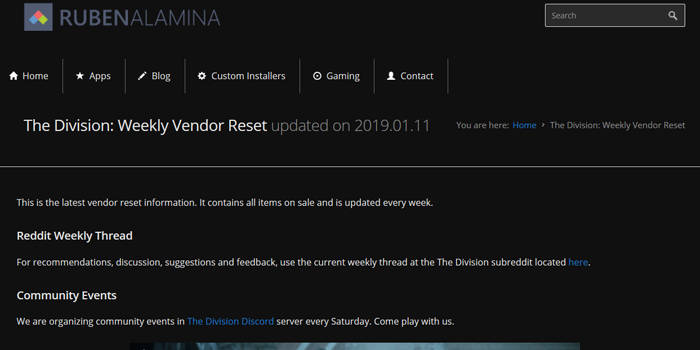 RUBENALAMINA
Search
Home Apps Blog Custom Installers Gaming Contact
The Division: Weekly Vendor Reset updated on 2019.01.11
You are here: Home › The Division: Weekly Vendor Reset
This is the latest vendor reset information. It contains all items on sale and is updated every week.
Reddit Weekly Thread
For recommendations, discussion, suggestions and feedback, use the current weekly thread at the The Division subreddit located here.
Community Events
We are organizing community events in The Division Discord server every Saturday. Come play with us.